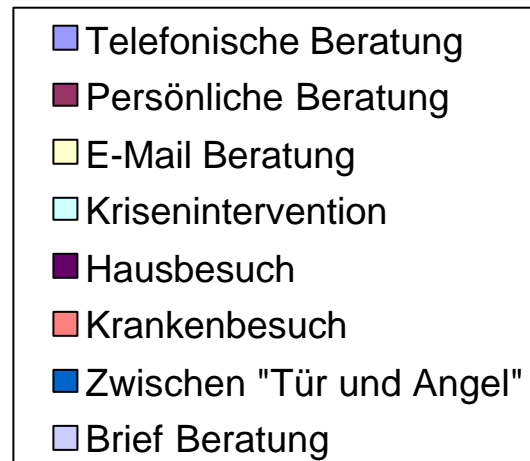 Telefonische Beratung
Persönliche Beratung
E-Mail Beratung
Krisenintervention
Hausbesuch
Krankenbesuch
Zwischen "Tür und Angel"
Brief Beratung